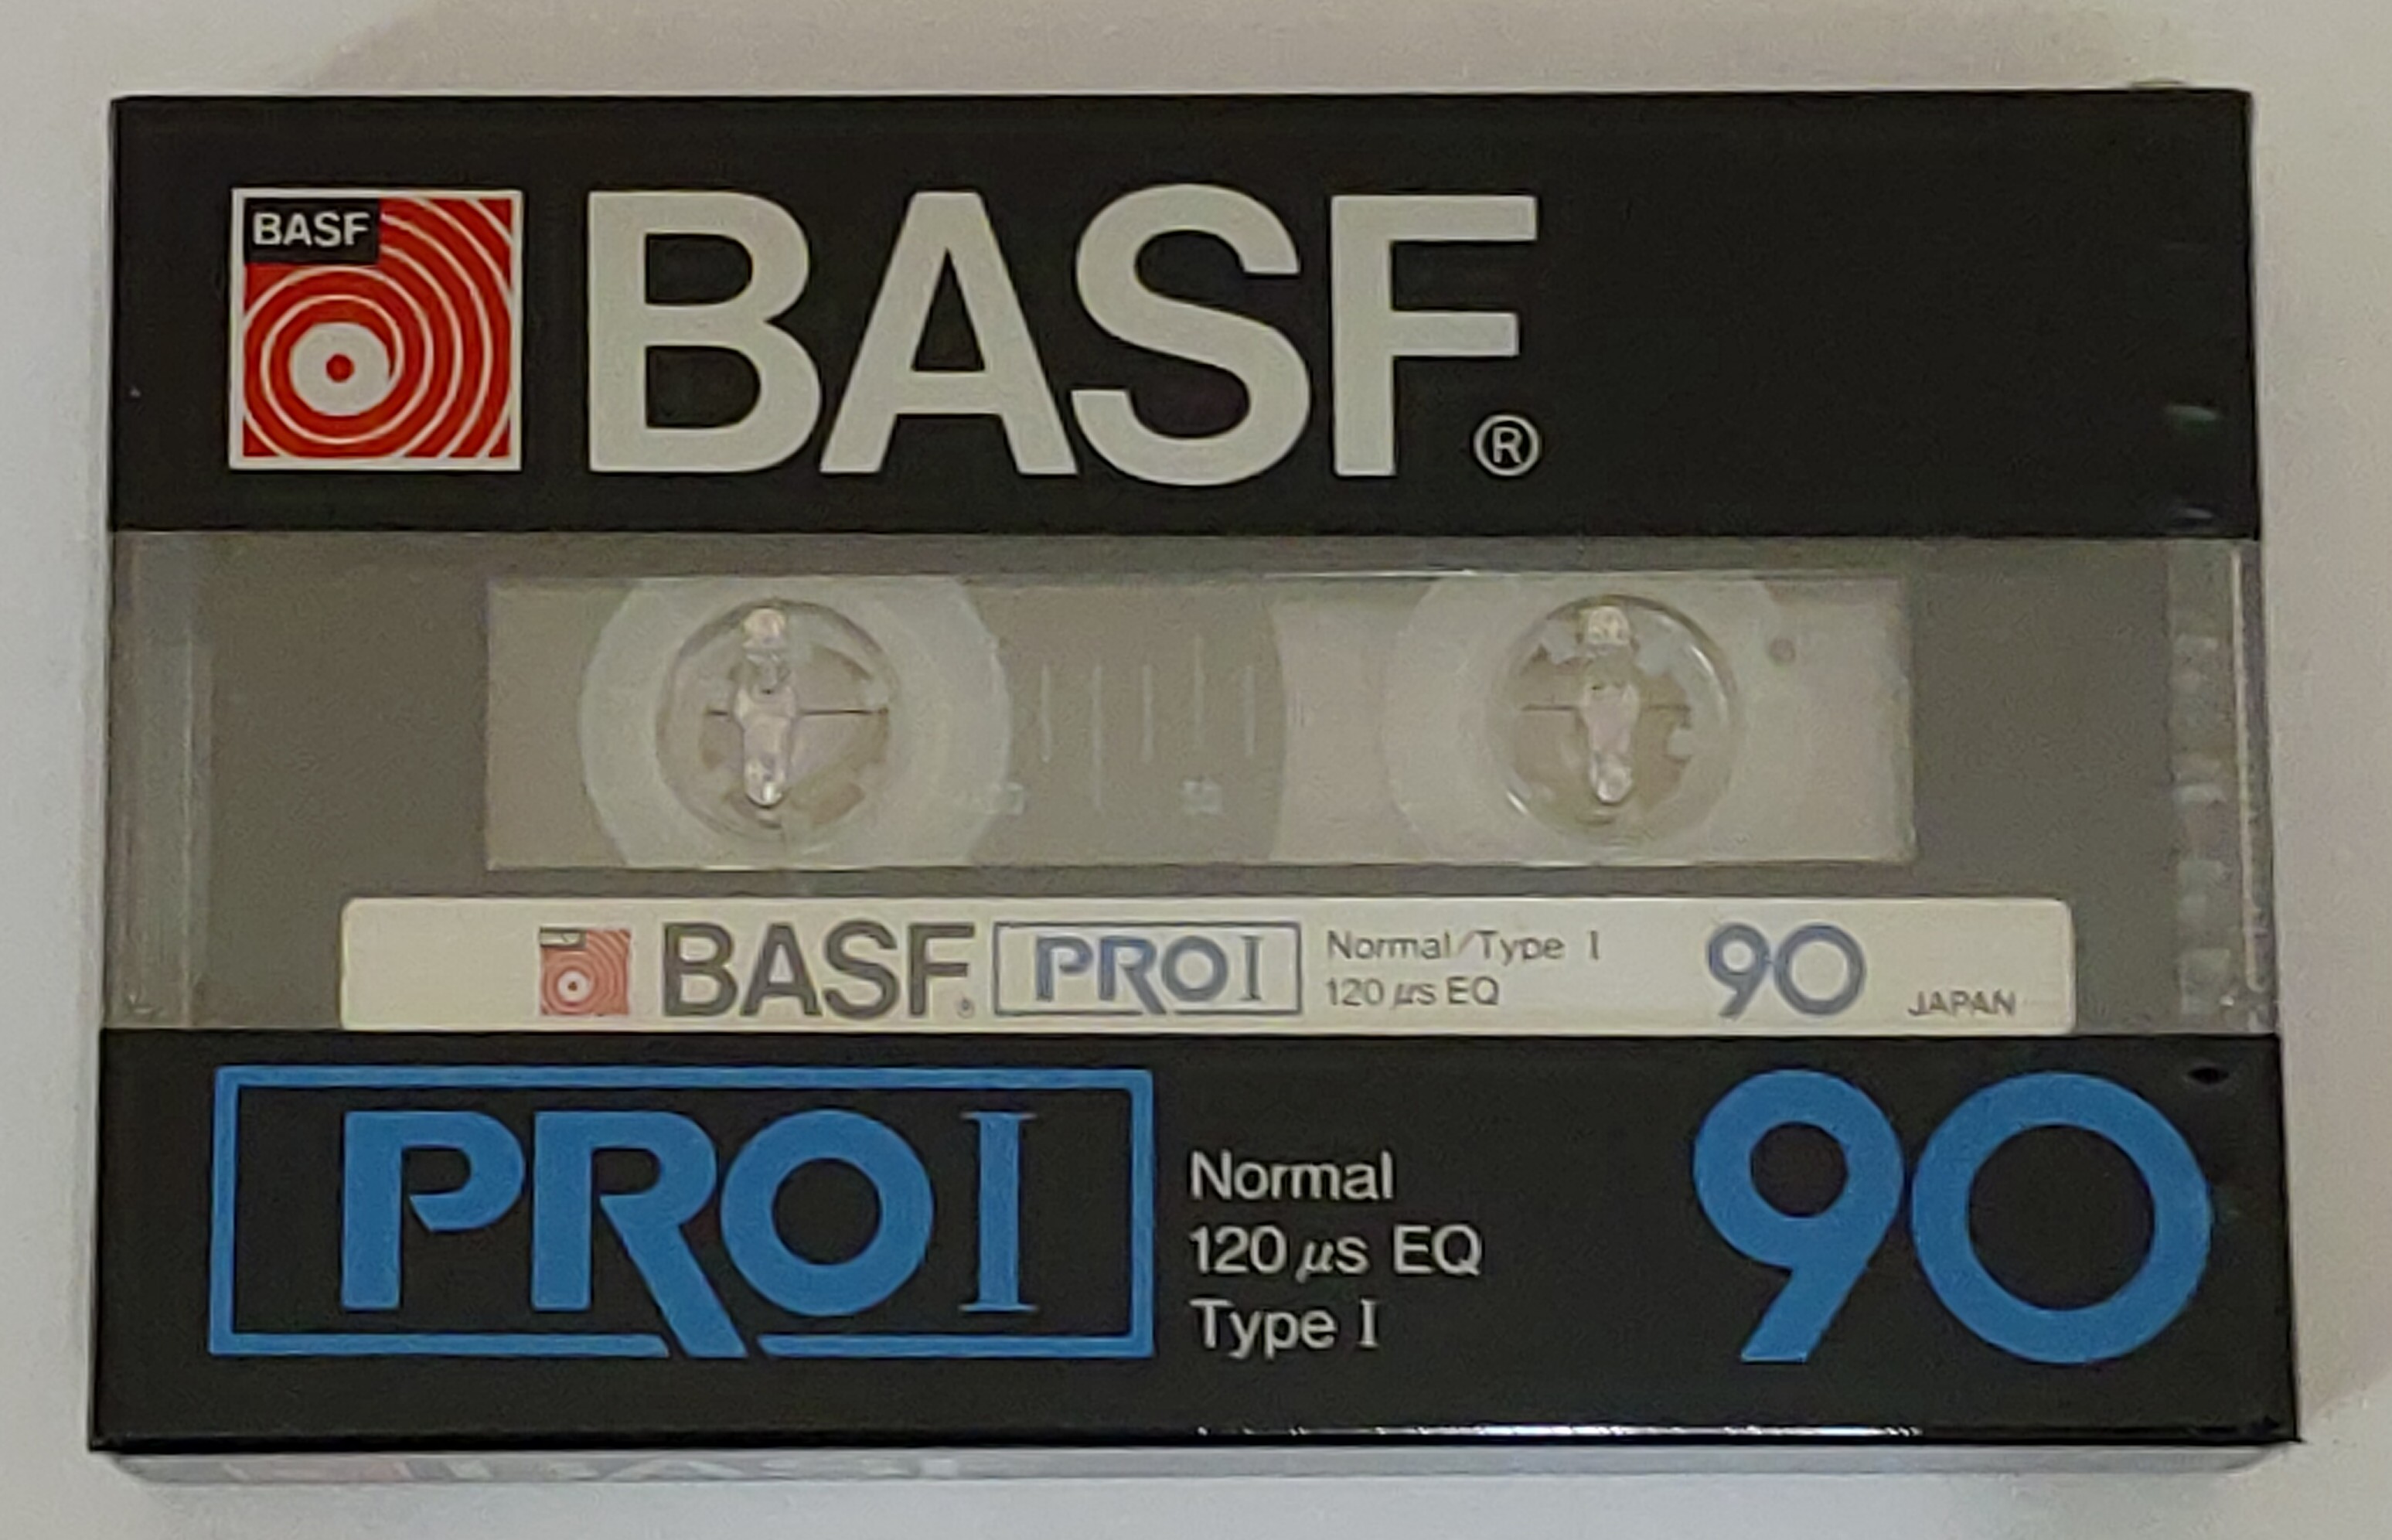 BASF
BASF®
BASF® PRO I Normal/Type I 90
120 µs EQ JAPAN
PRO I
Normal
120 µs EQ
Type I
90